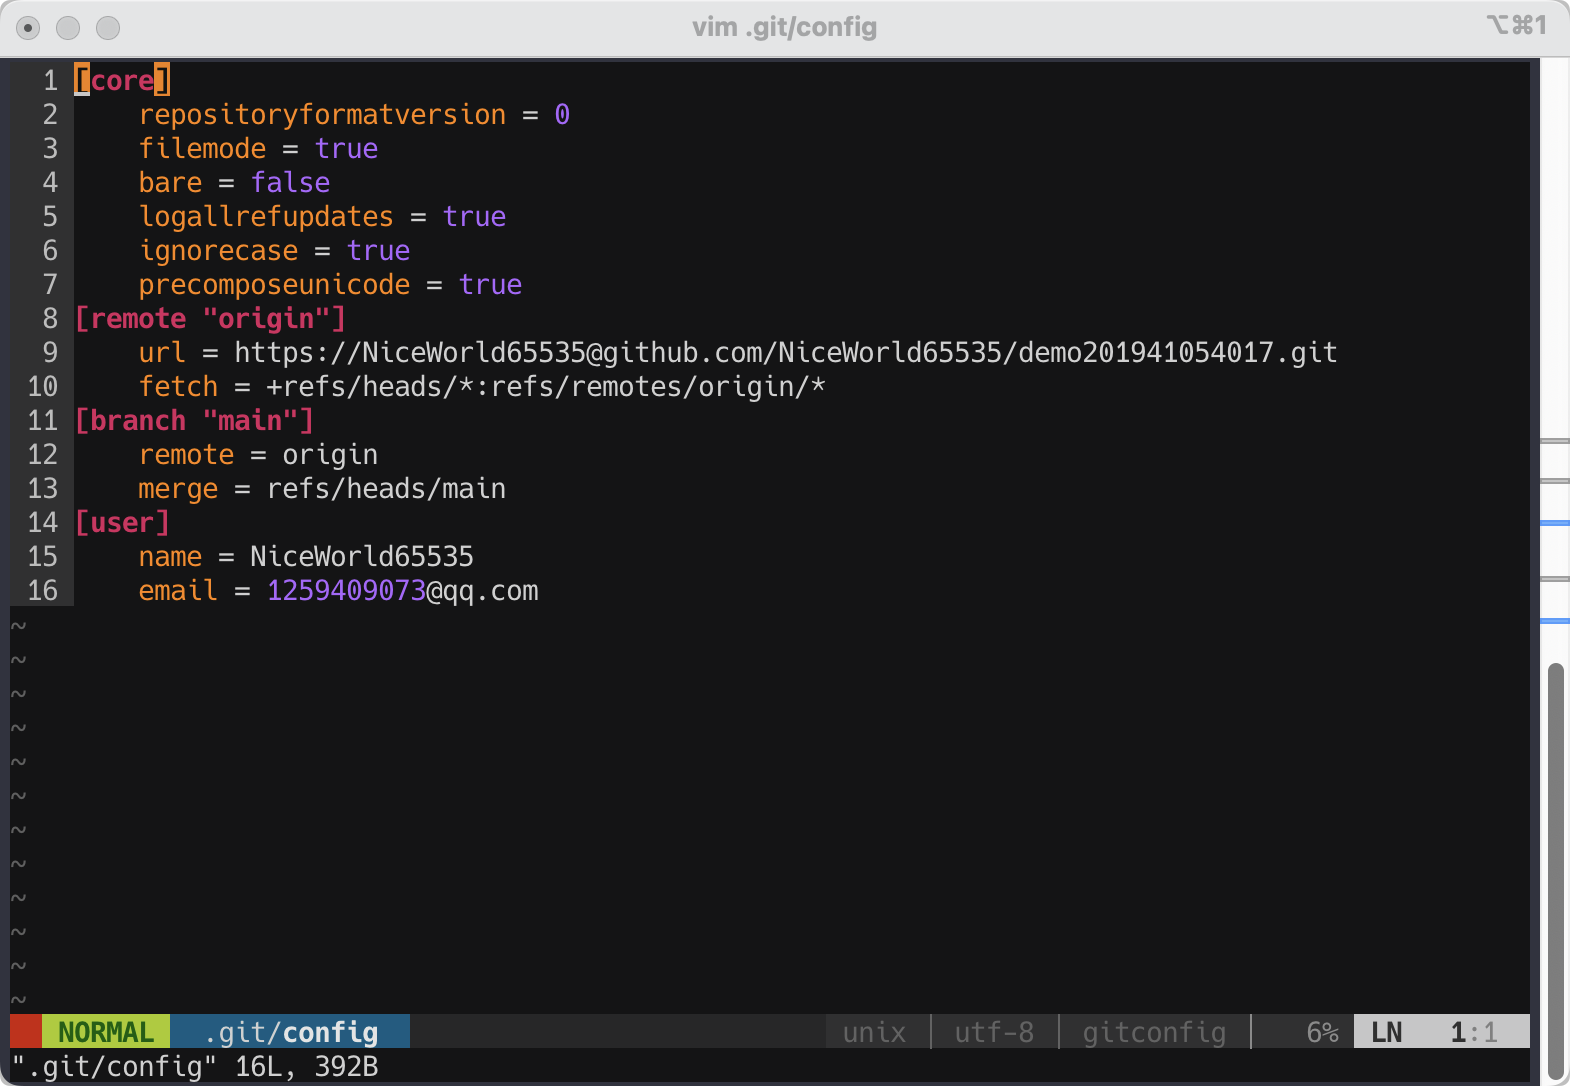 vim .git/config
⌥⌘1
1 [core]
2     repositoryformatversion = 0
3     filemode = true
4     bare = false
5     logallrefupdates = true
6     ignorecase = true
7     precomposeunicode = true
8 [remote "origin"]
9     url = https://NiceWorld65535@github.com/NiceWorld65535/demo201941054017.git
10     fetch = +refs/heads/*:refs/remotes/origin/*
11 [branch "main"]
12     remote = origin
13     merge = refs/heads/main
14 [user]
15     name = NiceWorld65535
16     email = 1259409073@qq.com
~
~
~
~
~
~
~
~
~
~
~
~
NORMAL .git/config unix | utf-8 | gitconfig | 6% LN 1:1
".git/config" 16L, 392B